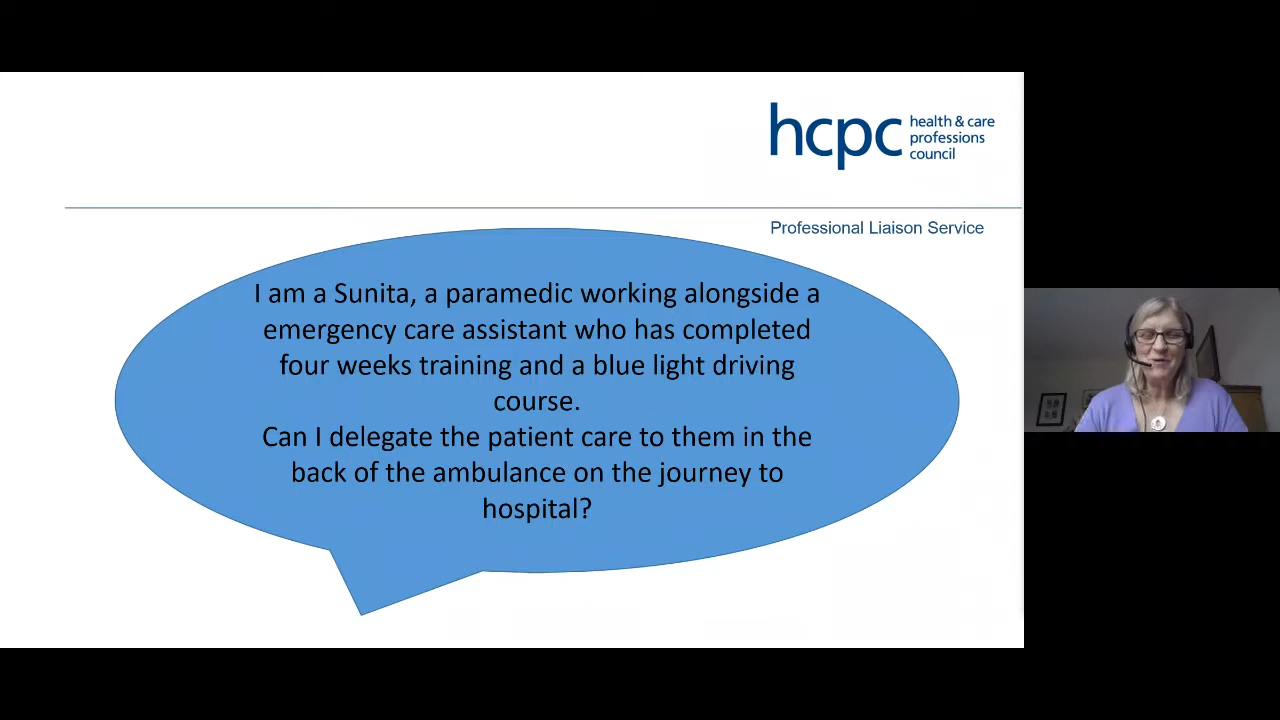 hcpc
health & care
professions
council
Professional Liaison Service
I am a Sunita, a paramedic working alongside a
emergency care assistant who has completed
four weeks training and a blue light driving
course.
Can I delegate the patient care to them in the
back of the ambulance on the journey to
hospital?